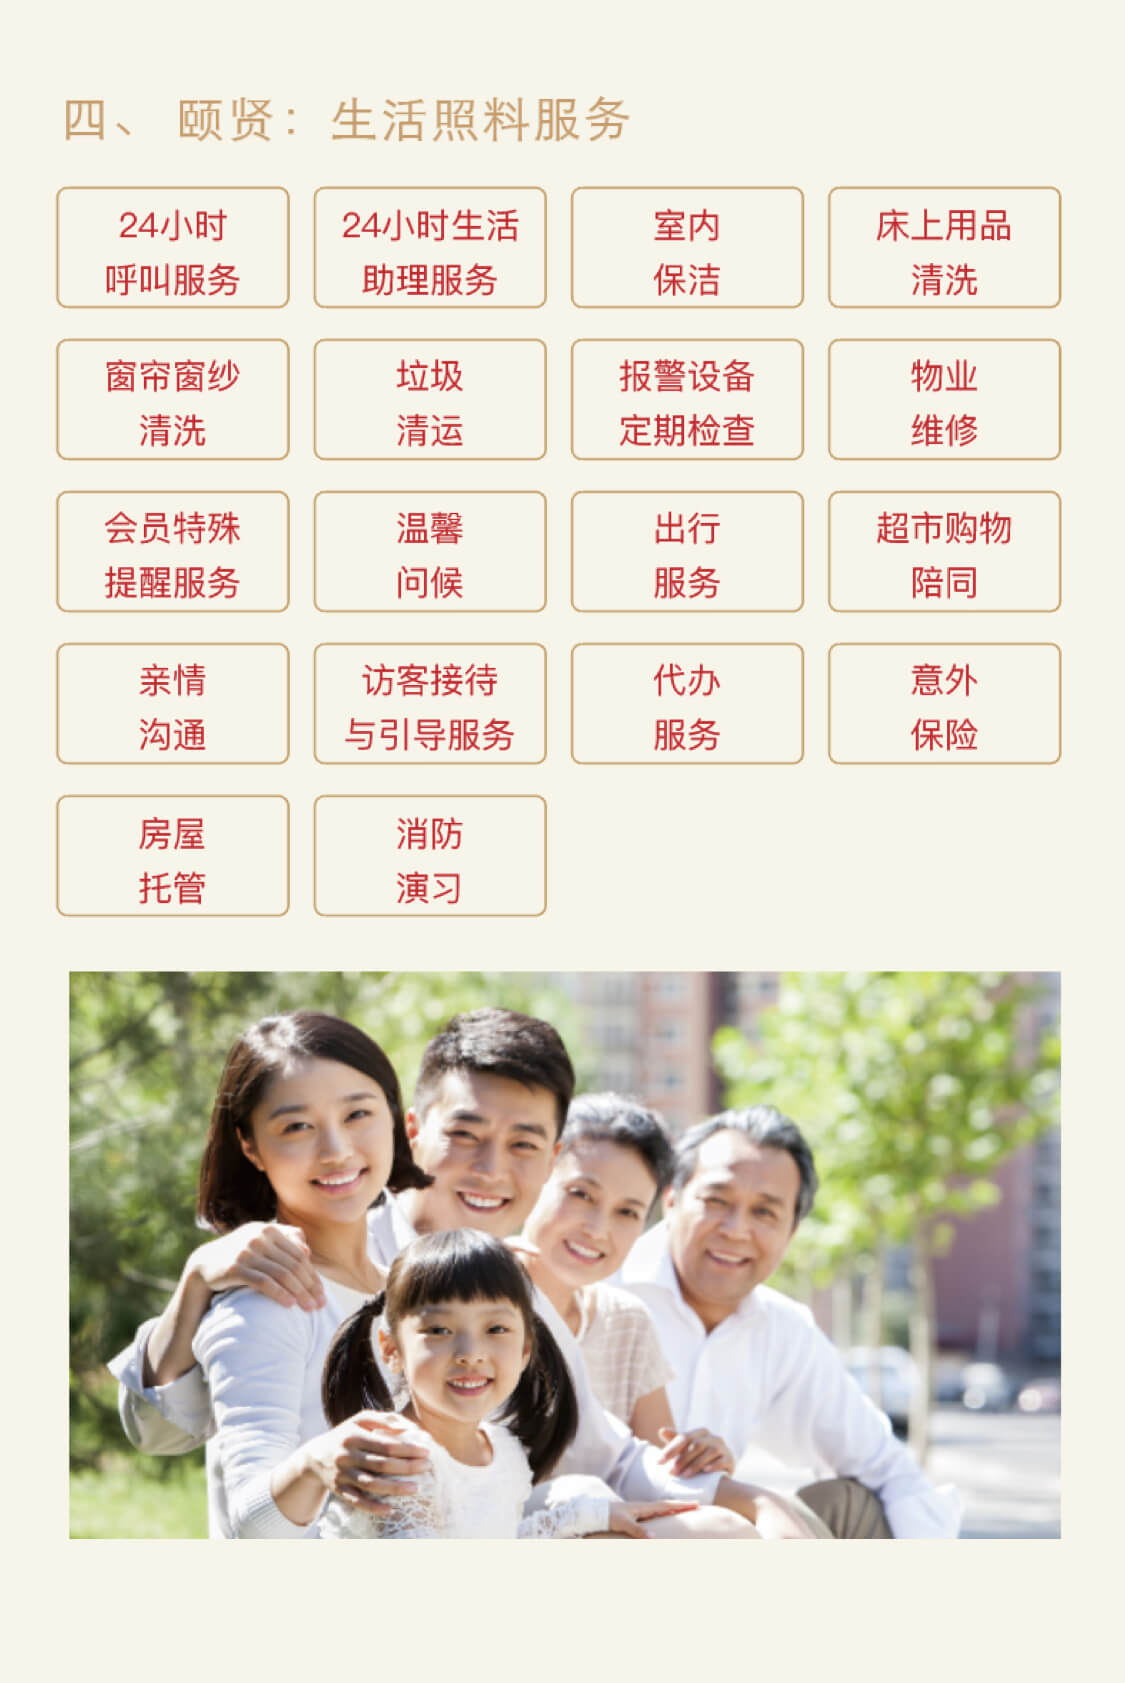 四、 颐贤：生活照料服务
24小时
呼叫服务
24小时生活
助理服务
室内
保洁
床上用品
清洗
窗帘窗纱
清洗
垃圾
清运
报警设备
定期检查
物业
维修
会员特殊
提醒服务
温馨
问候
出行
服务
超市购物
陪同
亲情
沟通
访客接待
与引导服务
代办
服务
意外
保险
房屋
托管
消防
演习